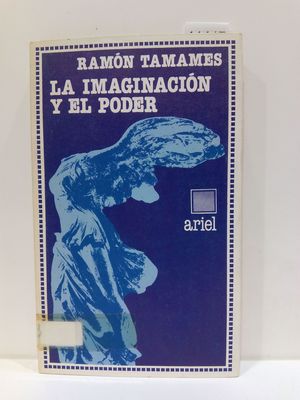 RAMÓN TAMAMES
LA IMAGINACIÓN
Y EL PODER
ariel